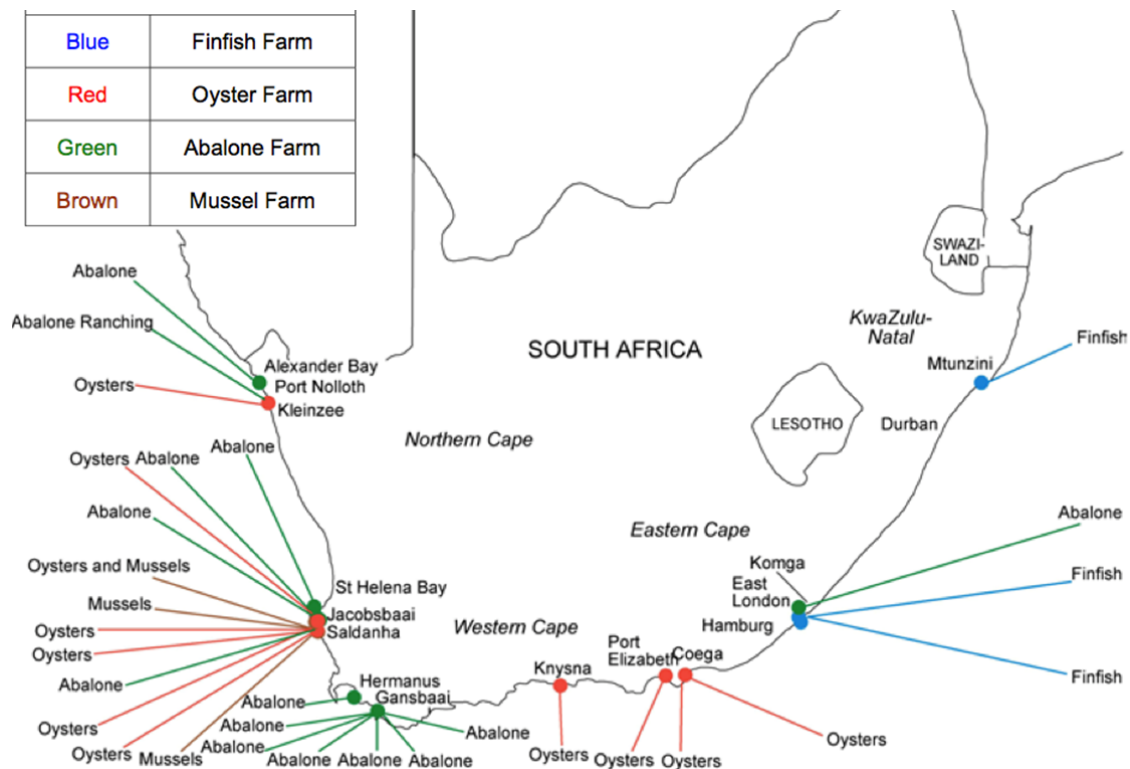 Blue Finfish Farm
Red Oyster Farm
Green Abalone Farm
Brown Mussel Farm
SWAZI-
LAND
Abalone
Abalone Ranching
KwaZulu-
Natal
Finfish
SOUTH AFRICA
Mtunzini
Alexander Bay
Port Nolloth
Oysters
Kleinzee
LESOTHO
Durban
Northern Cape
Abalone
Oysters
Abalone
Abalone
Abalone
Eastern Cape
Komga
Oysters and Mussels
East
London
Finfish
St Helena Bay
Mussels
Jacobsbaai
Hamburg
Oysters
Saldanha
Western Cape
Oysters
Port
Elizabeth
Coega
Knysna
Finfish
Abalone
Hermanus
Gansbaai
Abalone
Oysters
Abalone
Abalone
Oysters
Abalone
Oysters
Mussels
Abalone
Abalone
Abalone
Oysters
Oysters
Oysters